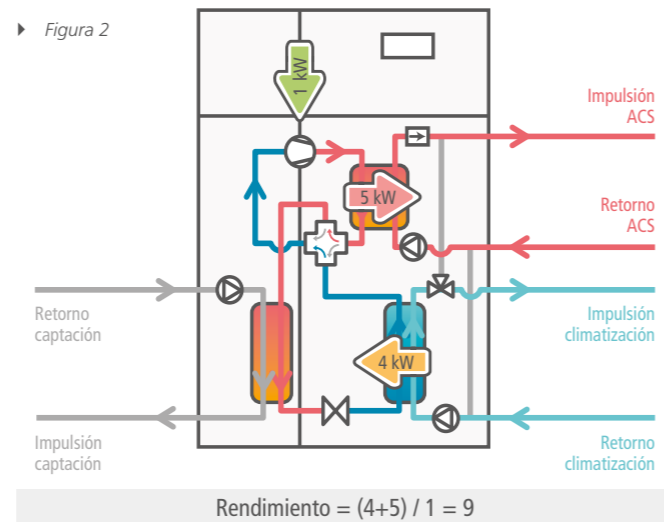 Figura 2
1 kW
Impulsión
ACS
5 kW
Retorno
ACS
Retorno
captación
Impulsión
climatización
4 kW
Impulsión
captación
Retorno
climatización
Rendimiento = (4+5) / 1 = 9